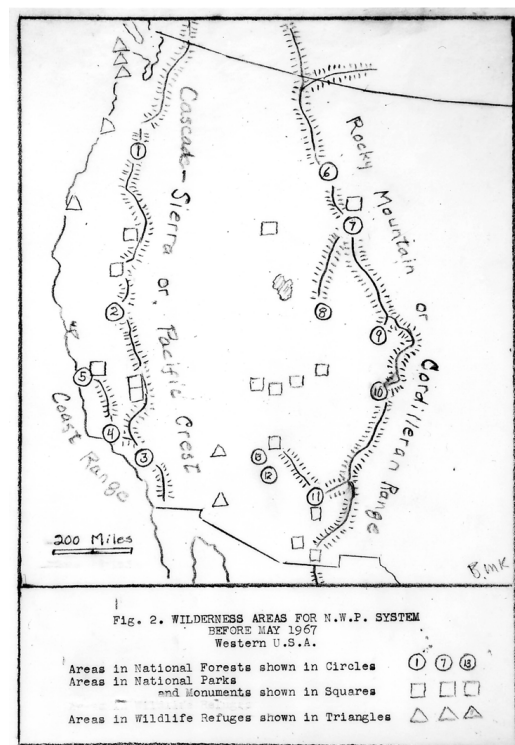 Cascade-Sierra or, Pacific Crest
Rocky Mountain or Cordilleran Range
Coast Range
1
2
3
4
5
6
7
8
9
10
11
12
13
200 Miles
B.MK
Fig. 2. WILDERNESS AREAS FOR N.W.P. SYSTEM
BEFORE MAY 1967
Western U.S.A.
Areas in National Forests shown in Circles 1 7 13
Areas in National Parks
and Monuments shown in Squares
Areas in Wildlife Refuges shown in Triangles